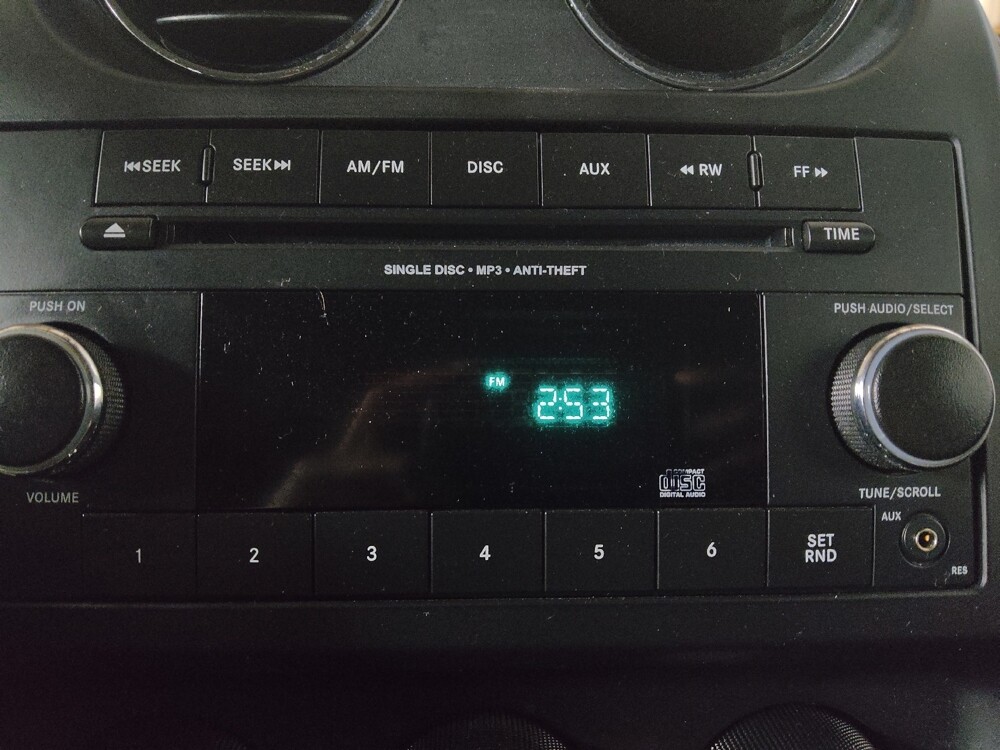 SEEK
SEEK
AM/FM
DISC
AUX
RW
FF
TIME
SINGLE DISC • MP3 • ANTI-THEFT
PUSH ON
PUSH AUDIO/SELECT
FM
2:53
COMPACT
disc
DIGITAL AUDIO
VOLUME
TUNE/SCROLL
AUX
1
2
3
4
5
6
SET
RND
RES